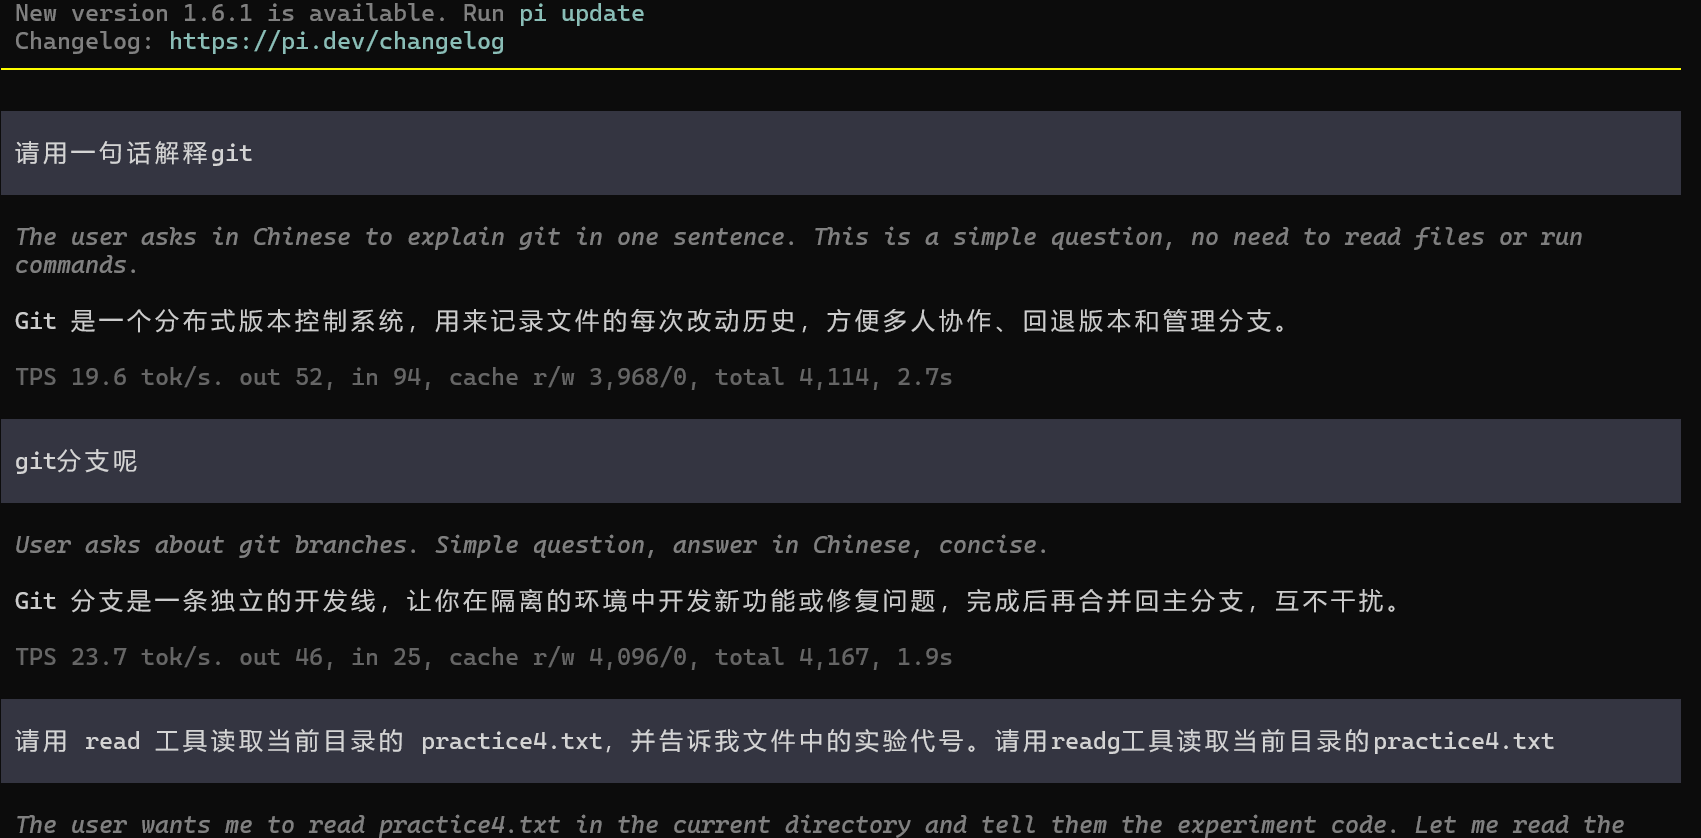 New version 1.6.1 is available. Run pi update
Changelog: https://pi.dev/changelog
请用一句话解释git
The user asks in Chinese to explain git in one sentence. This is a simple question, no need to read files or run
commands.
Git 是一个分布式版本控制系统，用来记录文件的每次改动历史，方便多人协作、回退版本和管理分支。
TPS 19.6 tok/s. out 52, in 94, cache r/w 3,968/0, total 4,114, 2.7s
git分支呢
User asks about git branches. Simple question, answer in Chinese, concise.
Git 分支是一条独立的开发线，让你在隔离的环境中开发新功能或修复问题，完成后再合并回主分支，互不干扰。
TPS 23.7 tok/s. out 46, in 25, cache r/w 4,096/0, total 4,167, 1.9s
请用 read 工具读取当前目录的 practice4.txt，并告诉我文件中的实验代号。请用readg工具读取当前目录的practice4.txt
The user wants me to read practice4.txt in the current directory and tell them the experiment code. Let me read the